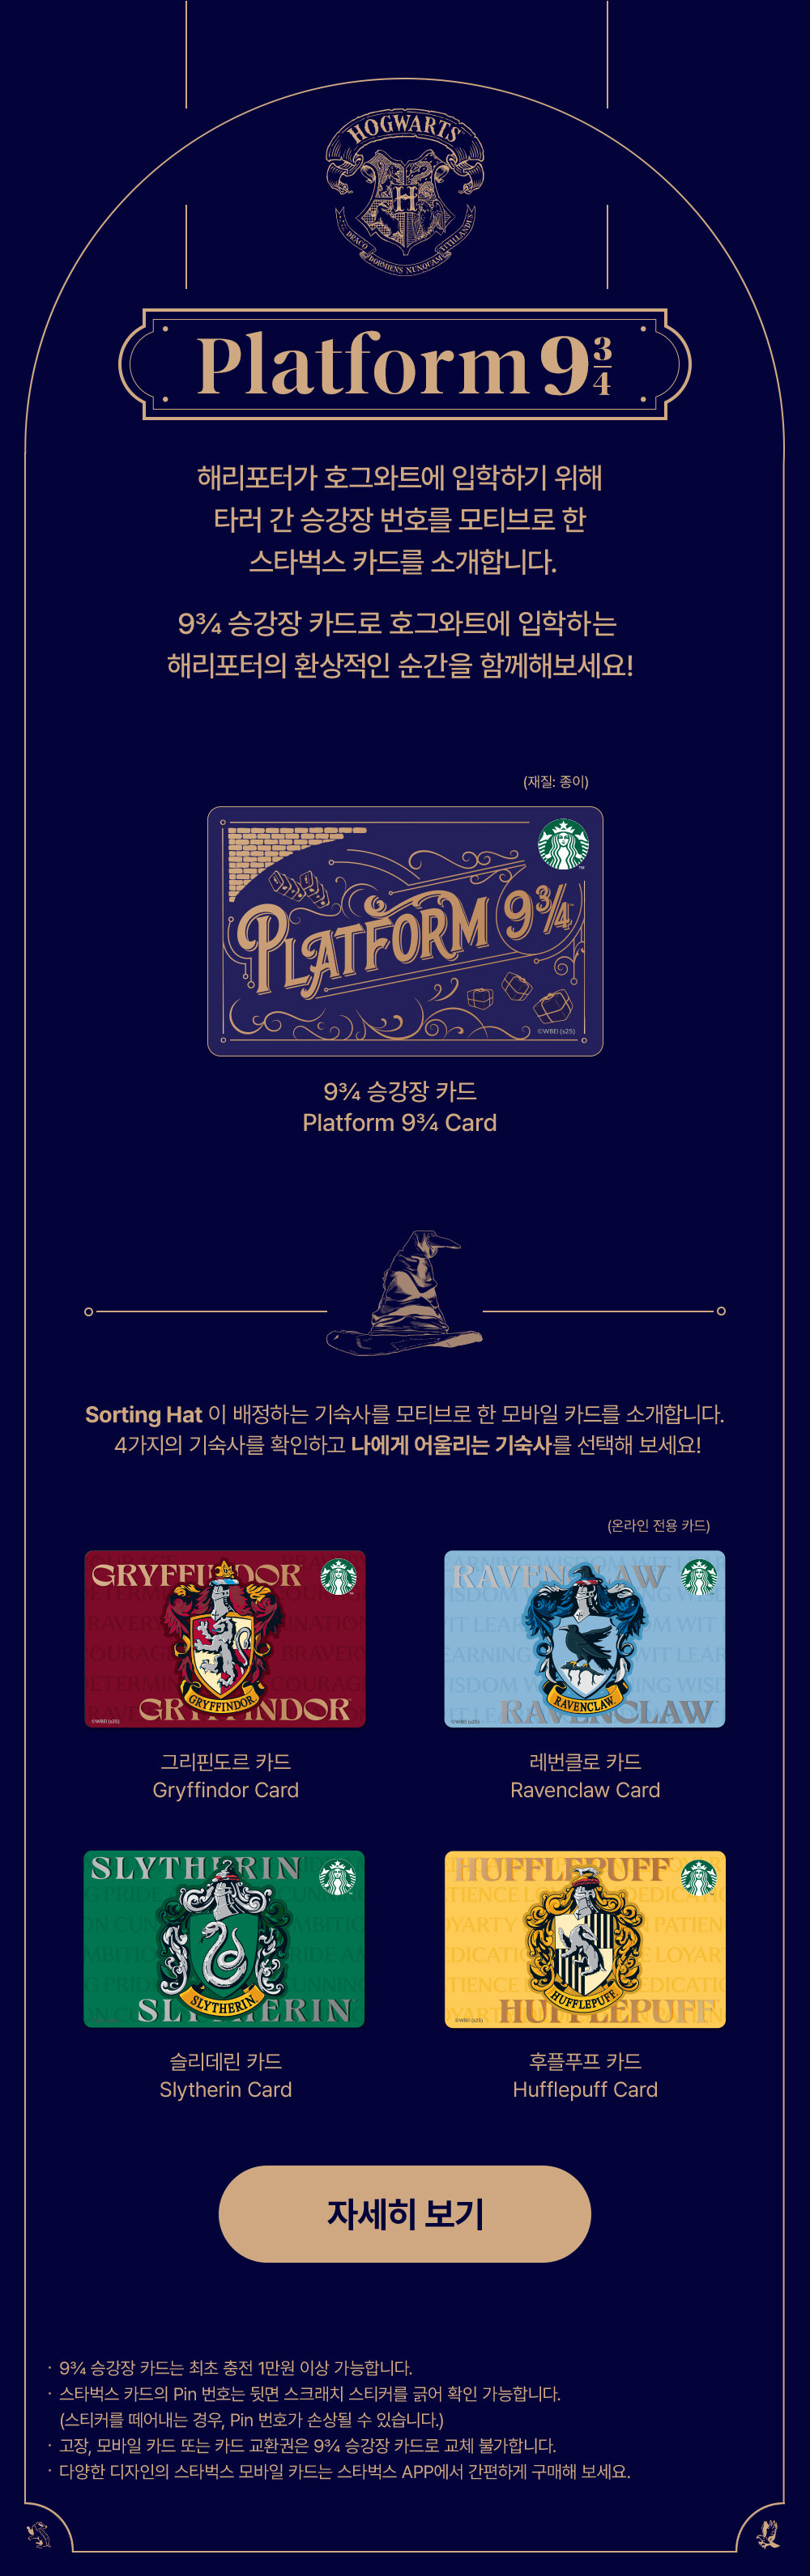 HOGWARTS
H
DRACO DORMIENS NUNQUAM TITILLANDUS
Platform 9 3/4
해리포터가 호그와트에 입학하기 위해
타러 간 승강장 번호를 모티브로 한
스타벅스 카드를 소개합니다.
9¾ 승강장 카드로 호그와트에 입학하는
해리포터의 환상적인 순간을 함께해보세요!
(재질: 종이)
PLATFORM 9¾
©WBEI (s25)
9¾ 승강장 카드
Platform 9¾ Card
Sorting Hat 이 배정하는 기숙사를 모티브로 한 모바일 카드를 소개합니다.
4가지의 기숙사를 확인하고 나에게 어울리는 기숙사를 선택해 보세요!
(온라인 전용 카드)
GRYFFINDOR
GRYFFINDOR
GRYFFINDOR
©WBEI (s25)
RAVENCLAW
RAVENCLAW
RAVENCLAW
©WBEI (s25)
그리핀도르 카드
Gryffindor Card
레번클로 카드
Ravenclaw Card
SLYTHERIN
SLYTHERIN
SLYTHERIN
HUFFLEPUFF
HUFFLEPUFF
HUFFLEPUFF
©WBEI (s25)
슬리데린 카드
Slytherin Card
후플푸프 카드
Hufflepuff Card
자세히 보기
· 9¾ 승강장 카드는 최초 충전 1만원 이상 가능합니다.
· 스타벅스 카드의 Pin 번호는 뒷면 스크래치 스티커를 긁어 확인 가능합니다.
(스티커를 떼어내는 경우, Pin 번호가 손상될 수 있습니다.)
· 고장, 모바일 카드 또는 카드 교환권은 9¾ 승강장 카드로 교체 불가합니다.
· 다양한 디자인의 스타벅스 모바일 카드는 스타벅스 APP에서 간편하게 구매해 보세요.